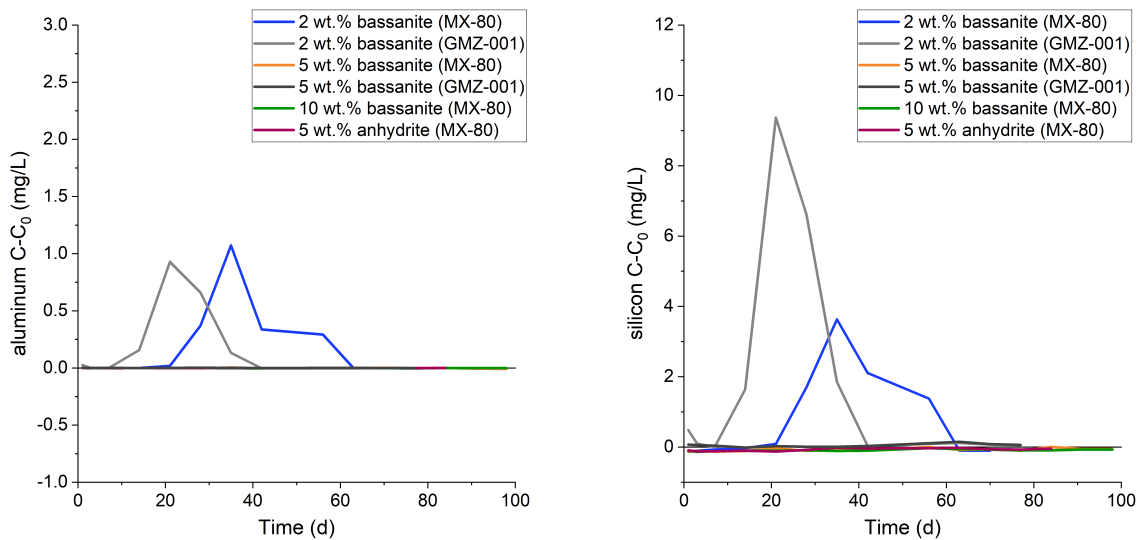 3.0
2.5
2.0
1.5
1.0
0.5
0.0
-0.5
-1.0
aluminum C-C0 (mg/L)
0 20 40 60 80 100
Time (d)
2 wt.% bassanite (MX-80)
2 wt.% bassanite (GMZ-001)
5 wt.% bassanite (MX-80)
5 wt.% bassanite (GMZ-001)
10 wt.% bassanite (MX-80)
5 wt.% anhydrite (MX-80)
12
10
8
6
4
2
0
silicon C-C0 (mg/L)
0 20 40 60 80 100
Time (d)
2 wt.% bassanite (MX-80)
2 wt.% bassanite (GMZ-001)
5 wt.% bassanite (MX-80)
5 wt.% bassanite (GMZ-001)
10 wt.% bassanite (MX-80)
5 wt.% anhydrite (MX-80)